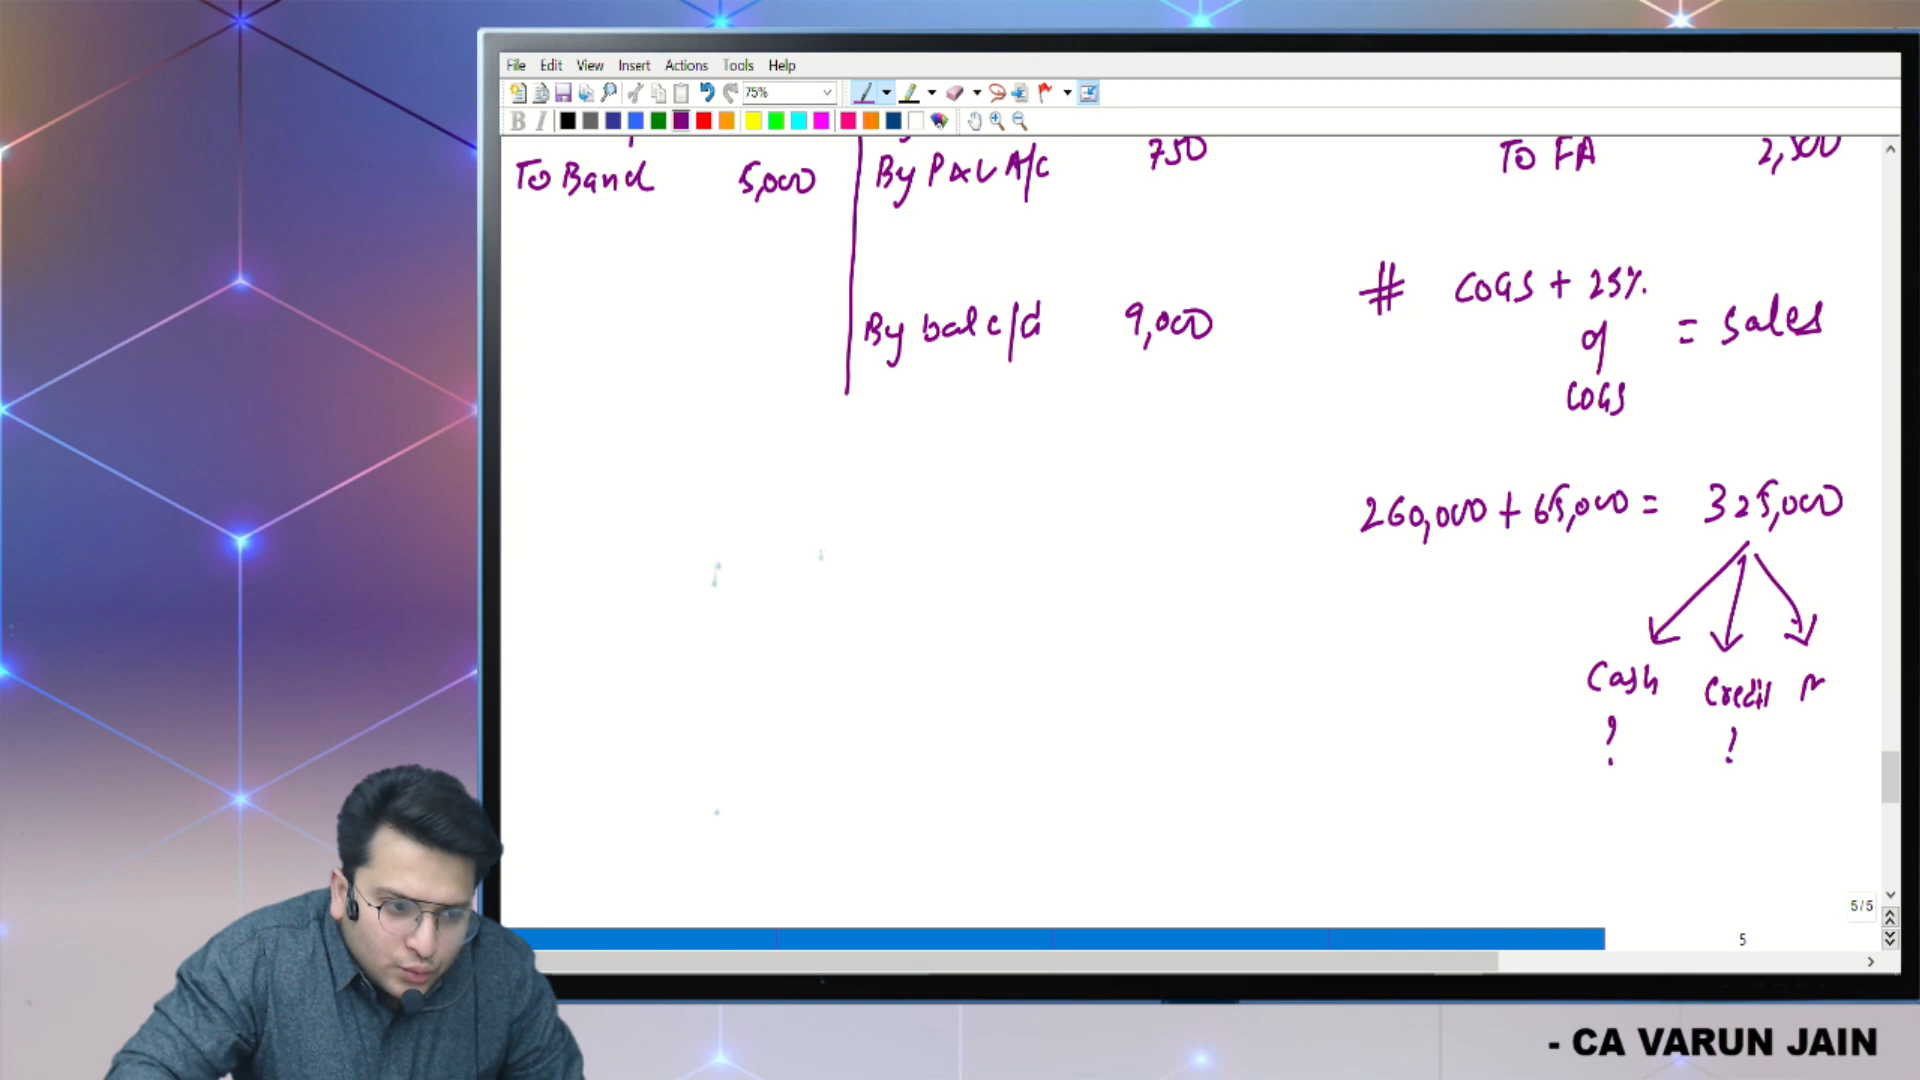 File Edit View Insert Actions Tools Help
75%
B I
To Band 5,000 By P&L A/C 750 To FA 2,500
By bal c/d 9,000
# COGS + 25% of COGS = Sales
260,000 + 65,000 = 325,000
Cash Credit
? ?
5/5
5
- CA VARUN JAIN